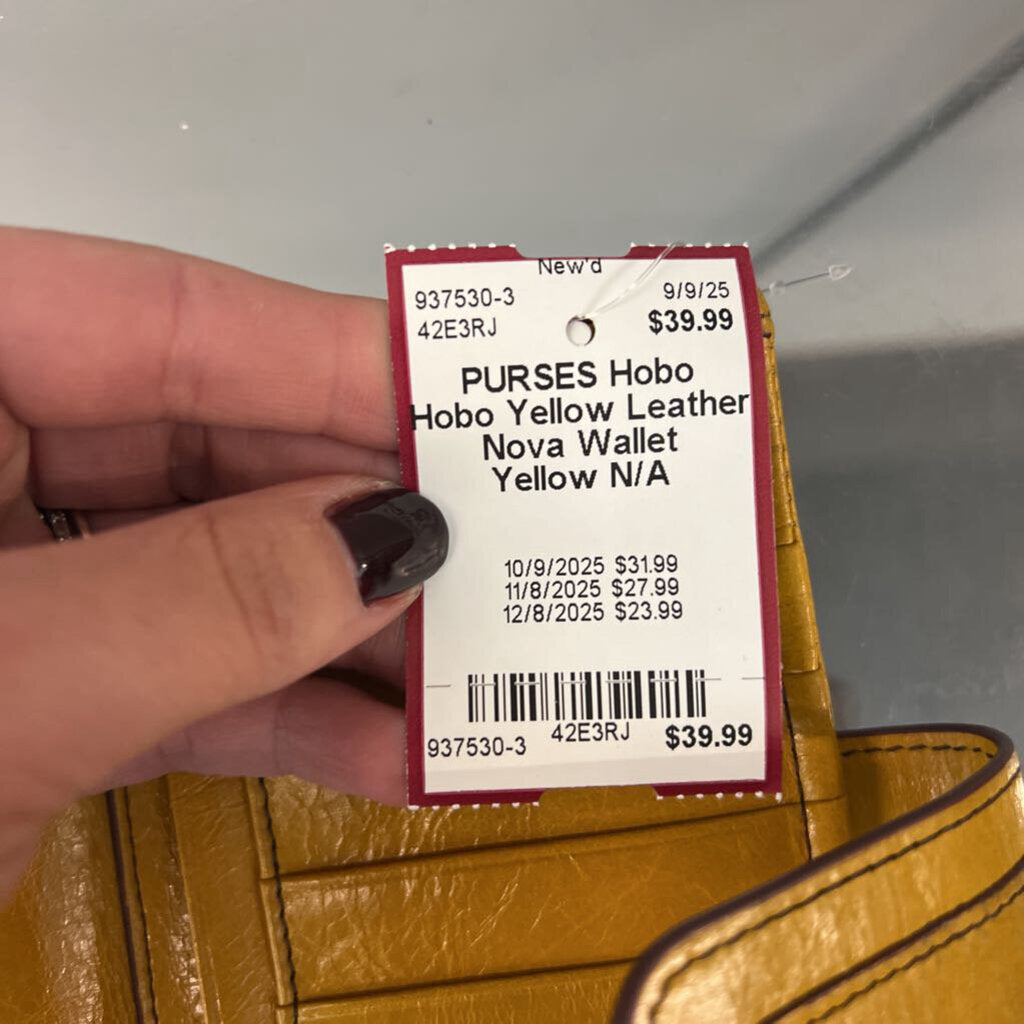 New'd
937530-3 9/9/25
42E3RJ $39.99
PURSES Hobo
Hobo Yellow Leather
Nova Wallet
Yellow N/A
10/9/2025 $31.99
11/8/2025 $27.99
12/8/2025 $23.99
937530-3 42E3RJ $39.99